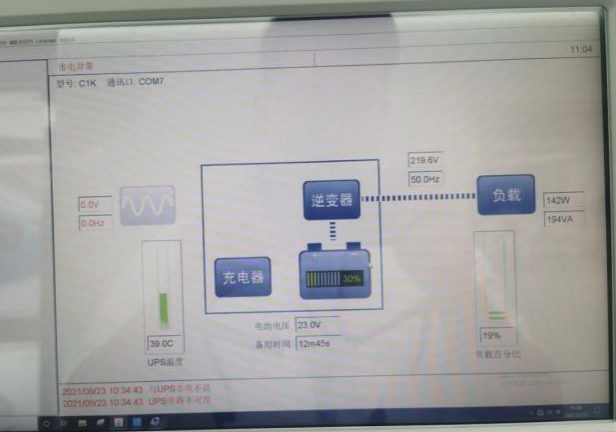 Language
11:04
市电异常
型号: C1K 通讯口: COM7
219.6V
50.0Hz
逆变器
负载
0.0V
0.0Hz
142W
194VA
充电器
30%
电池电压 23.0V
备用时间 12m45s
39.0C
UPS温度
19%
负载百分比
2021/06/23 10:34:43 与UPS市电不良
2021/06/23 10:34:43 UPS旁路不可用